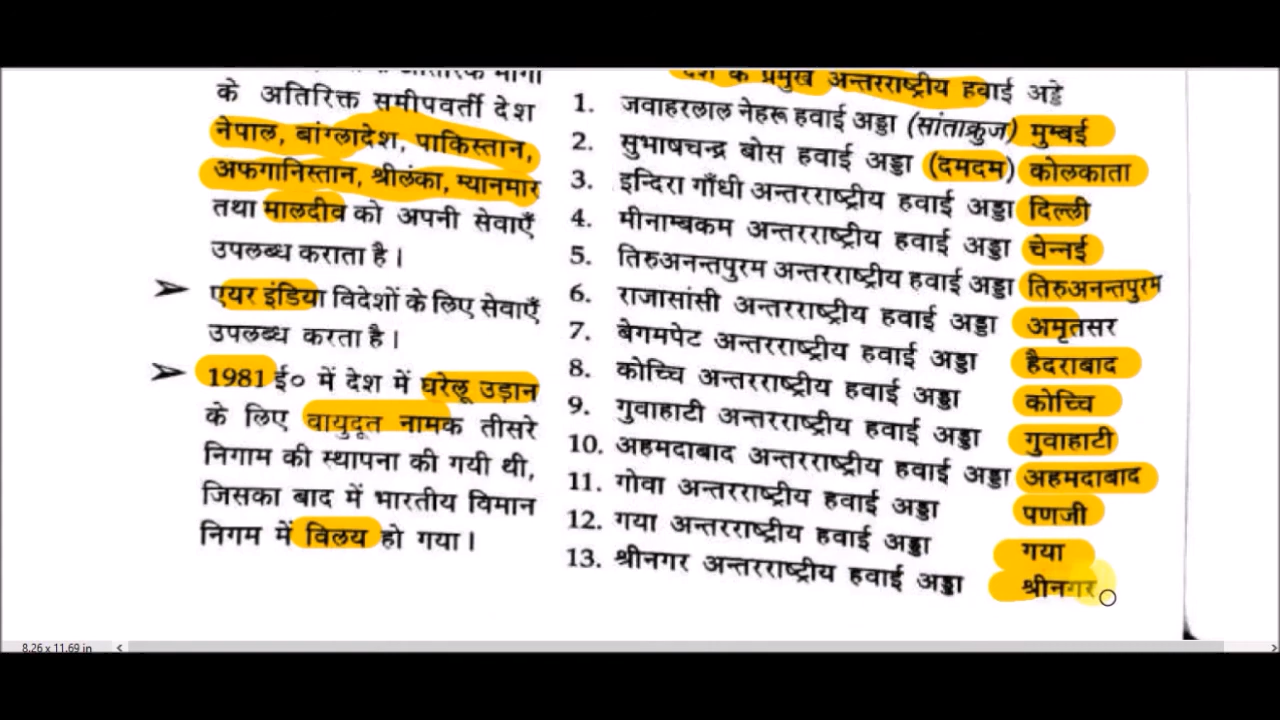 के अतिरिक्त समीपवर्ती देश
नेपाल, बांग्लादेश, पाकिस्तान,
अफगानिस्तान, श्रीलंका, म्यानमार
तथा मालदीव को अपनी सेवाएँ
उपलब्ध कराता है।
➤ एयर इंडिया विदेशों के लिए सेवाएँ
उपलब्ध करता है।
➤ 1981 ई० में देश में घरेलू उड़ान
के लिए वायुदूत नामक तीसरे
निगम की स्थापना की गयी थी,
जिसका बाद में भारतीय विमान
निगम में विलय हो गया।
देश के प्रमुख अन्तरराष्ट्रीय हवाई अड्डे
1. जवाहरलाल नेहरू हवाई अड्डा (सांताक्रुज) मुम्बई
2. सुभाषचन्द्र बोस हवाई अड्डा (दमदम) कोलकाता
3. इन्दिरा गाँधी अन्तरराष्ट्रीय हवाई अड्डा दिल्ली
4. मीनाम्बकम अन्तरराष्ट्रीय हवाई अड्डा चेन्नई
5. तिरुअनन्तपुरम अन्तरराष्ट्रीय हवाई अड्डा तिरुअनन्तपुरम
6. राजासांसी अन्तरराष्ट्रीय हवाई अड्डा अमृतसर
7. बेगमपेट अन्तरराष्ट्रीय हवाई अड्डा हैदराबाद
8. कोच्चि अन्तरराष्ट्रीय हवाई अड्डा कोच्चि
9. गुवाहाटी अन्तरराष्ट्रीय हवाई अड्डा गुवाहाटी
10. अहमदाबाद अन्तरराष्ट्रीय हवाई अड्डा अहमदाबाद
11. गोवा अन्तरराष्ट्रीय हवाई अड्डा पणजी
12. गया अन्तरराष्ट्रीय हवाई अड्डा गया
13. श्रीनगर अन्तरराष्ट्रीय हवाई अड्डा श्रीनगर
8.26 x 11.69 in